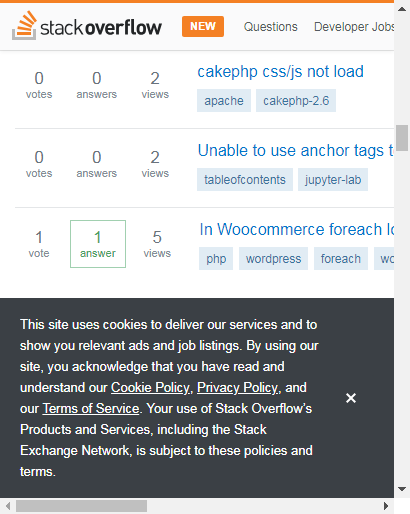 stackoverflow NEW Questions Developer Jobs
0 0 2 cakephp css/js not load
votes answers views
apache cakephp-2.6
0 0 2 Unable to use anchor tags
votes answers views
tableofcontents jupyter-lab
1 1 5 In Woocommerce foreach
vote answer views
php wordpress foreach
This site uses cookies to deliver our services and to
show you relevant ads and job listings. By using our
site, you acknowledge that you have read and
understand our Cookie Policy, Privacy Policy, and
our Terms of Service. Your use of Stack Overflow's
Products and Services, including the Stack
Exchange Network, is subject to these policies and
terms.